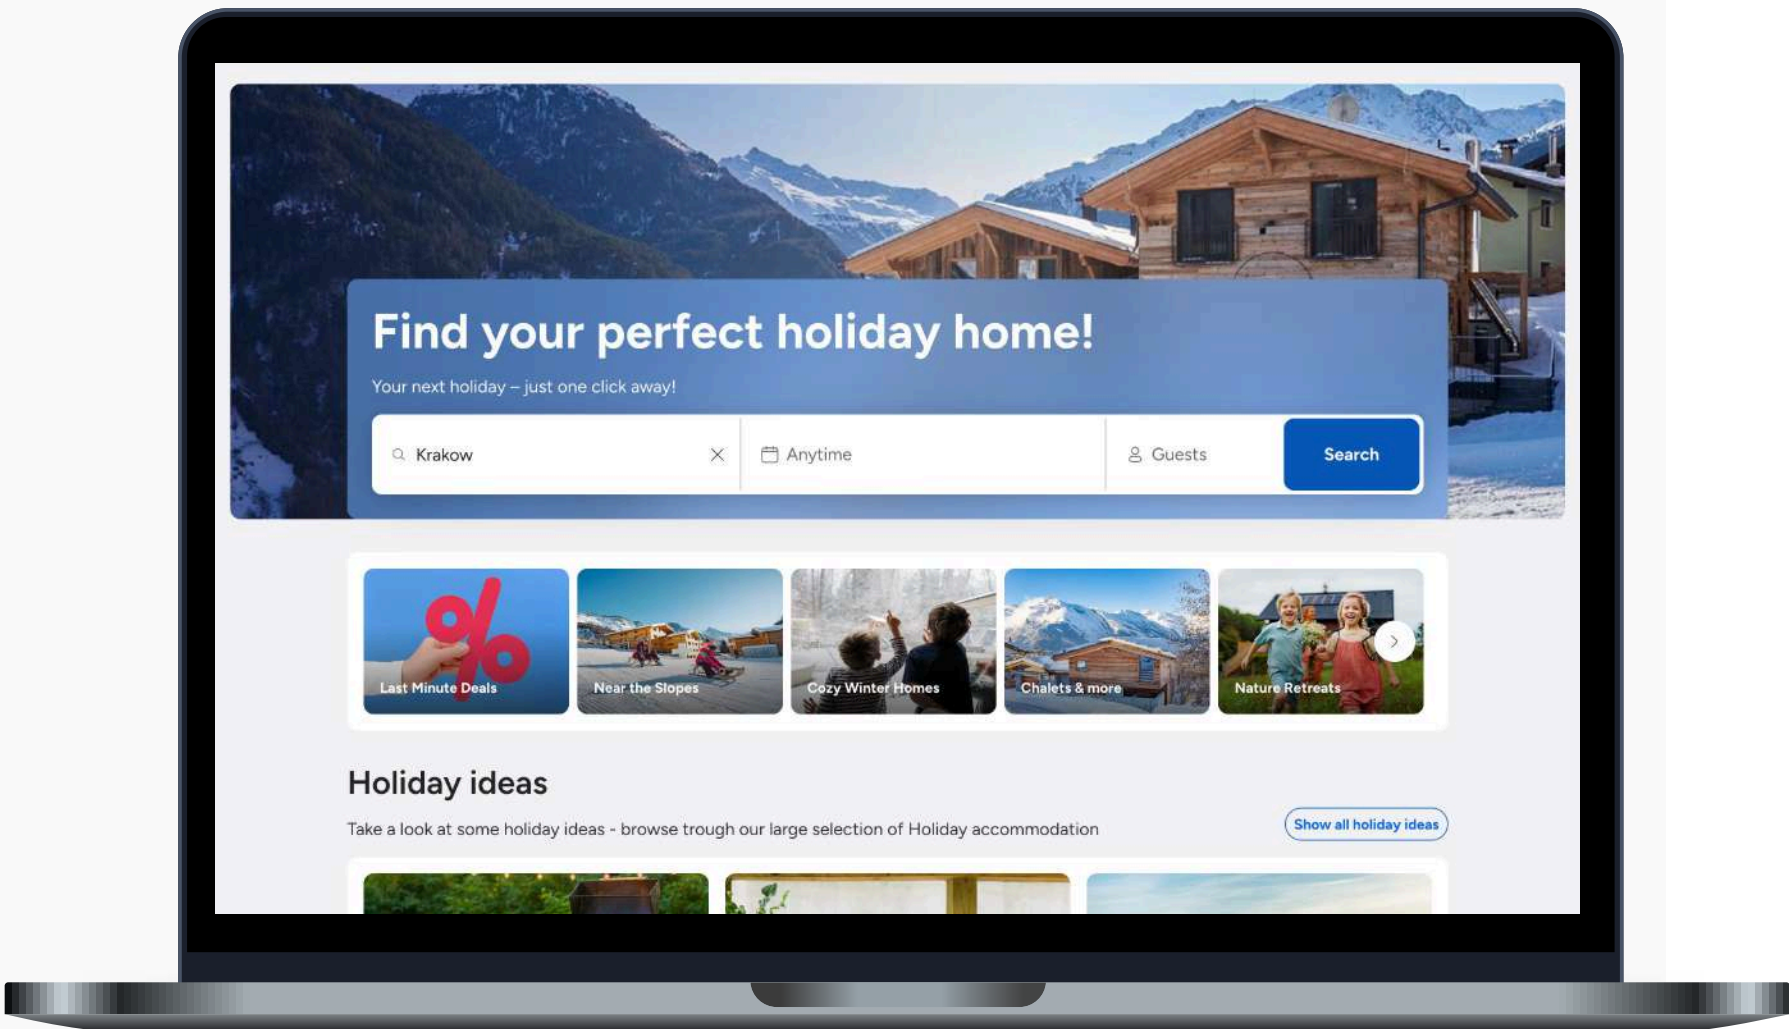 Find your perfect holiday home!
Your next holiday – just one click away!
Krakow
Anytime
Guests
Search
Last Minute Deals
Near the Slopes
Cozy Winter Homes
Chalets & more
Nature Retreats
Holiday ideas
Take a look at some holiday ideas - browse trough our large selection of Holiday accommodation
Show all holiday ideas